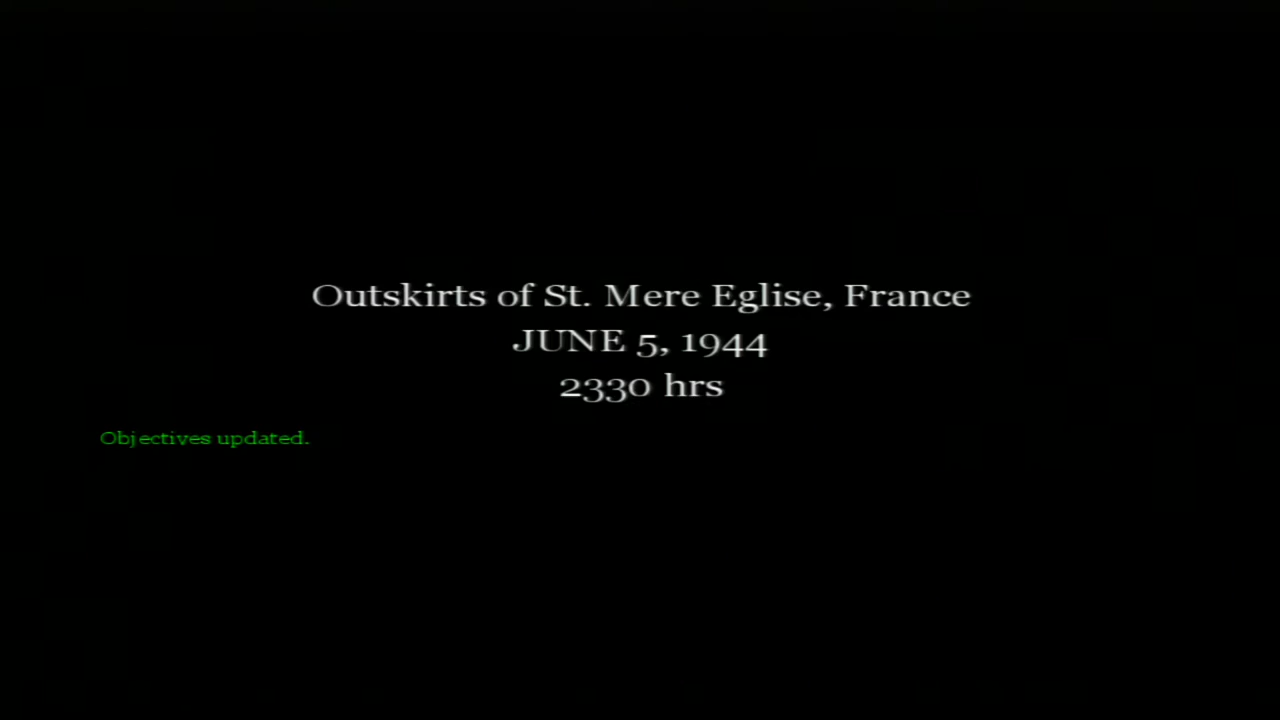 Outskirts of St. Mere Eglise, France
JUNE 5, 1944
2330 hrs
Objectives updated.